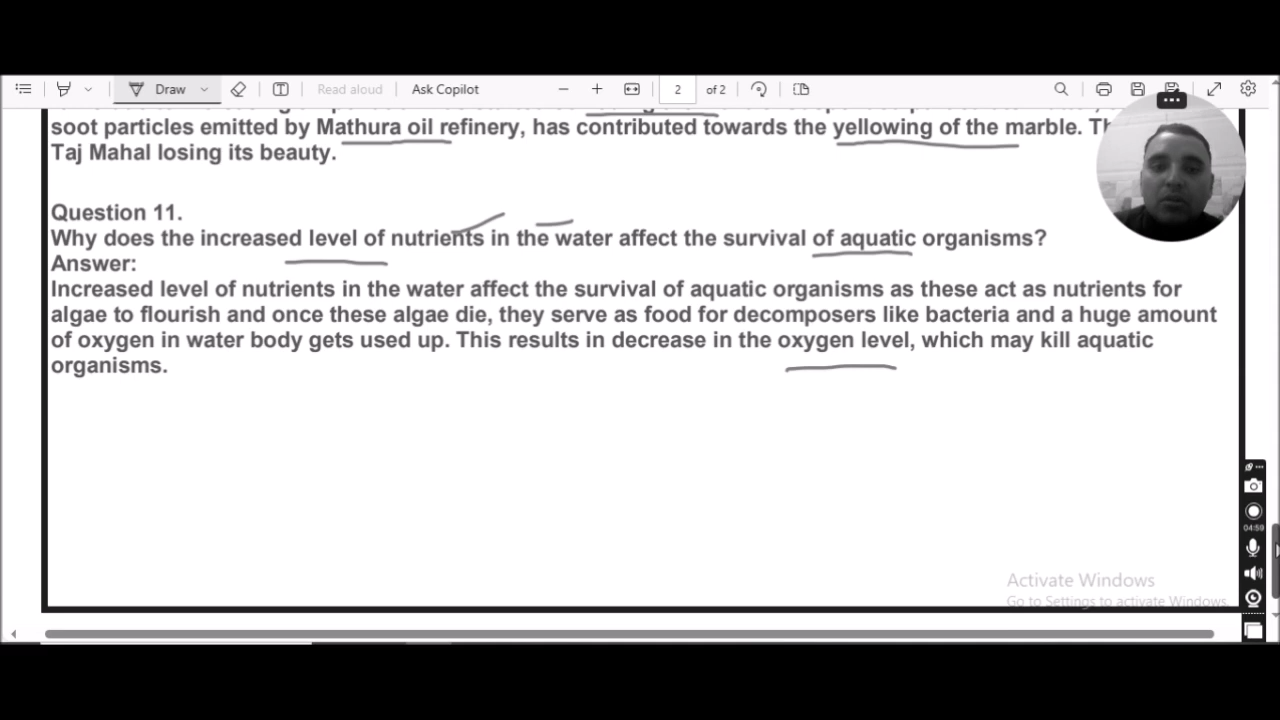 Draw
Read aloud
Ask Copilot
2
of 2
soot particles emitted by Mathura oil refinery, has contributed towards the yellowing of the marble.
Taj Mahal losing its beauty.
Question 11.
Why does the increased level of nutrients in the water affect the survival of aquatic organisms?
Answer:
Increased level of nutrients in the water affect the survival of aquatic organisms as these act as nutrients for
algae to flourish and once these algae die, they serve as food for decomposers like bacteria and a huge amount
of oxygen in water body gets used up. This results in decrease in the oxygen level, which may kill aquatic
organisms.
04:59
Activate Windows
Go to Settings to activate Windows.